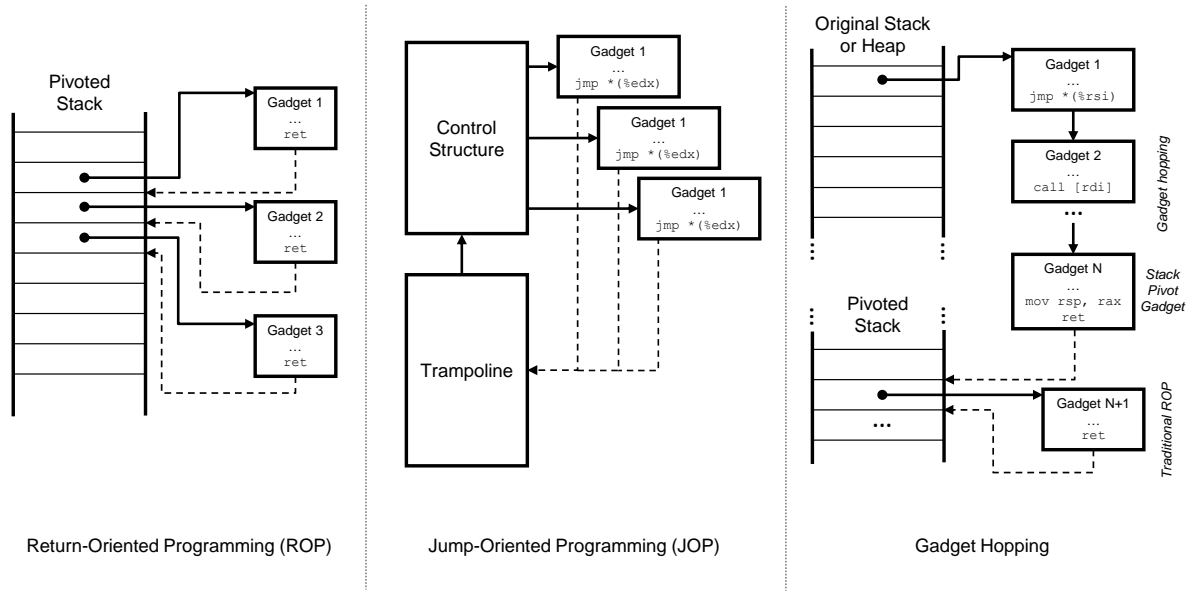 Pivoted
Stack
Gadget 1
...
ret
Gadget 2
...
ret
Gadget 3
...
ret
Return-Oriented Programming (ROP)
Control
Structure
Trampoline
Gadget 1
...
jmp *(%edx)
Gadget 1
...
jmp *(%edx)
Gadget 1
...
jmp *(%edx)
Jump-Oriented Programming (JOP)
Original Stack
or Heap
Gadget 1
...
jmp *(%rsi)
Gadget 2
...
call [rdi]
...
Gadget hopping
Gadget N
...
mov rsp, rax
ret
Stack
Pivot
Gadget
Pivoted
Stack
...
Gadget N+1
...
ret
Traditional ROP
Gadget Hopping